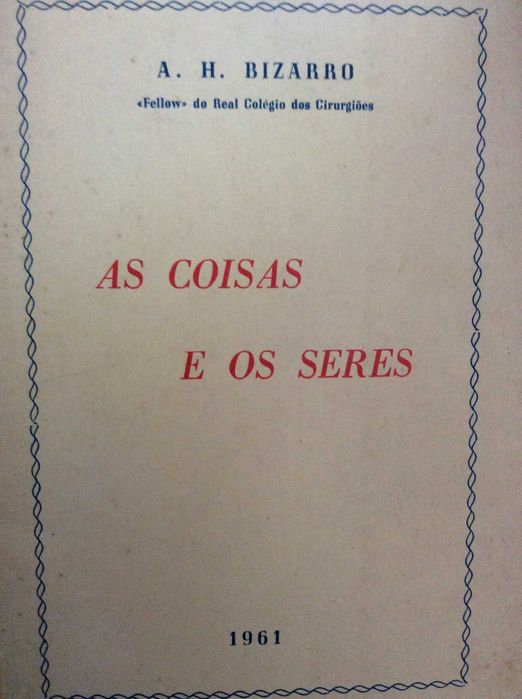 A. H. BIZARRO
«Fellow» do Real Colégio dos Cirurgiões
AS COISAS
E OS SERES
1961